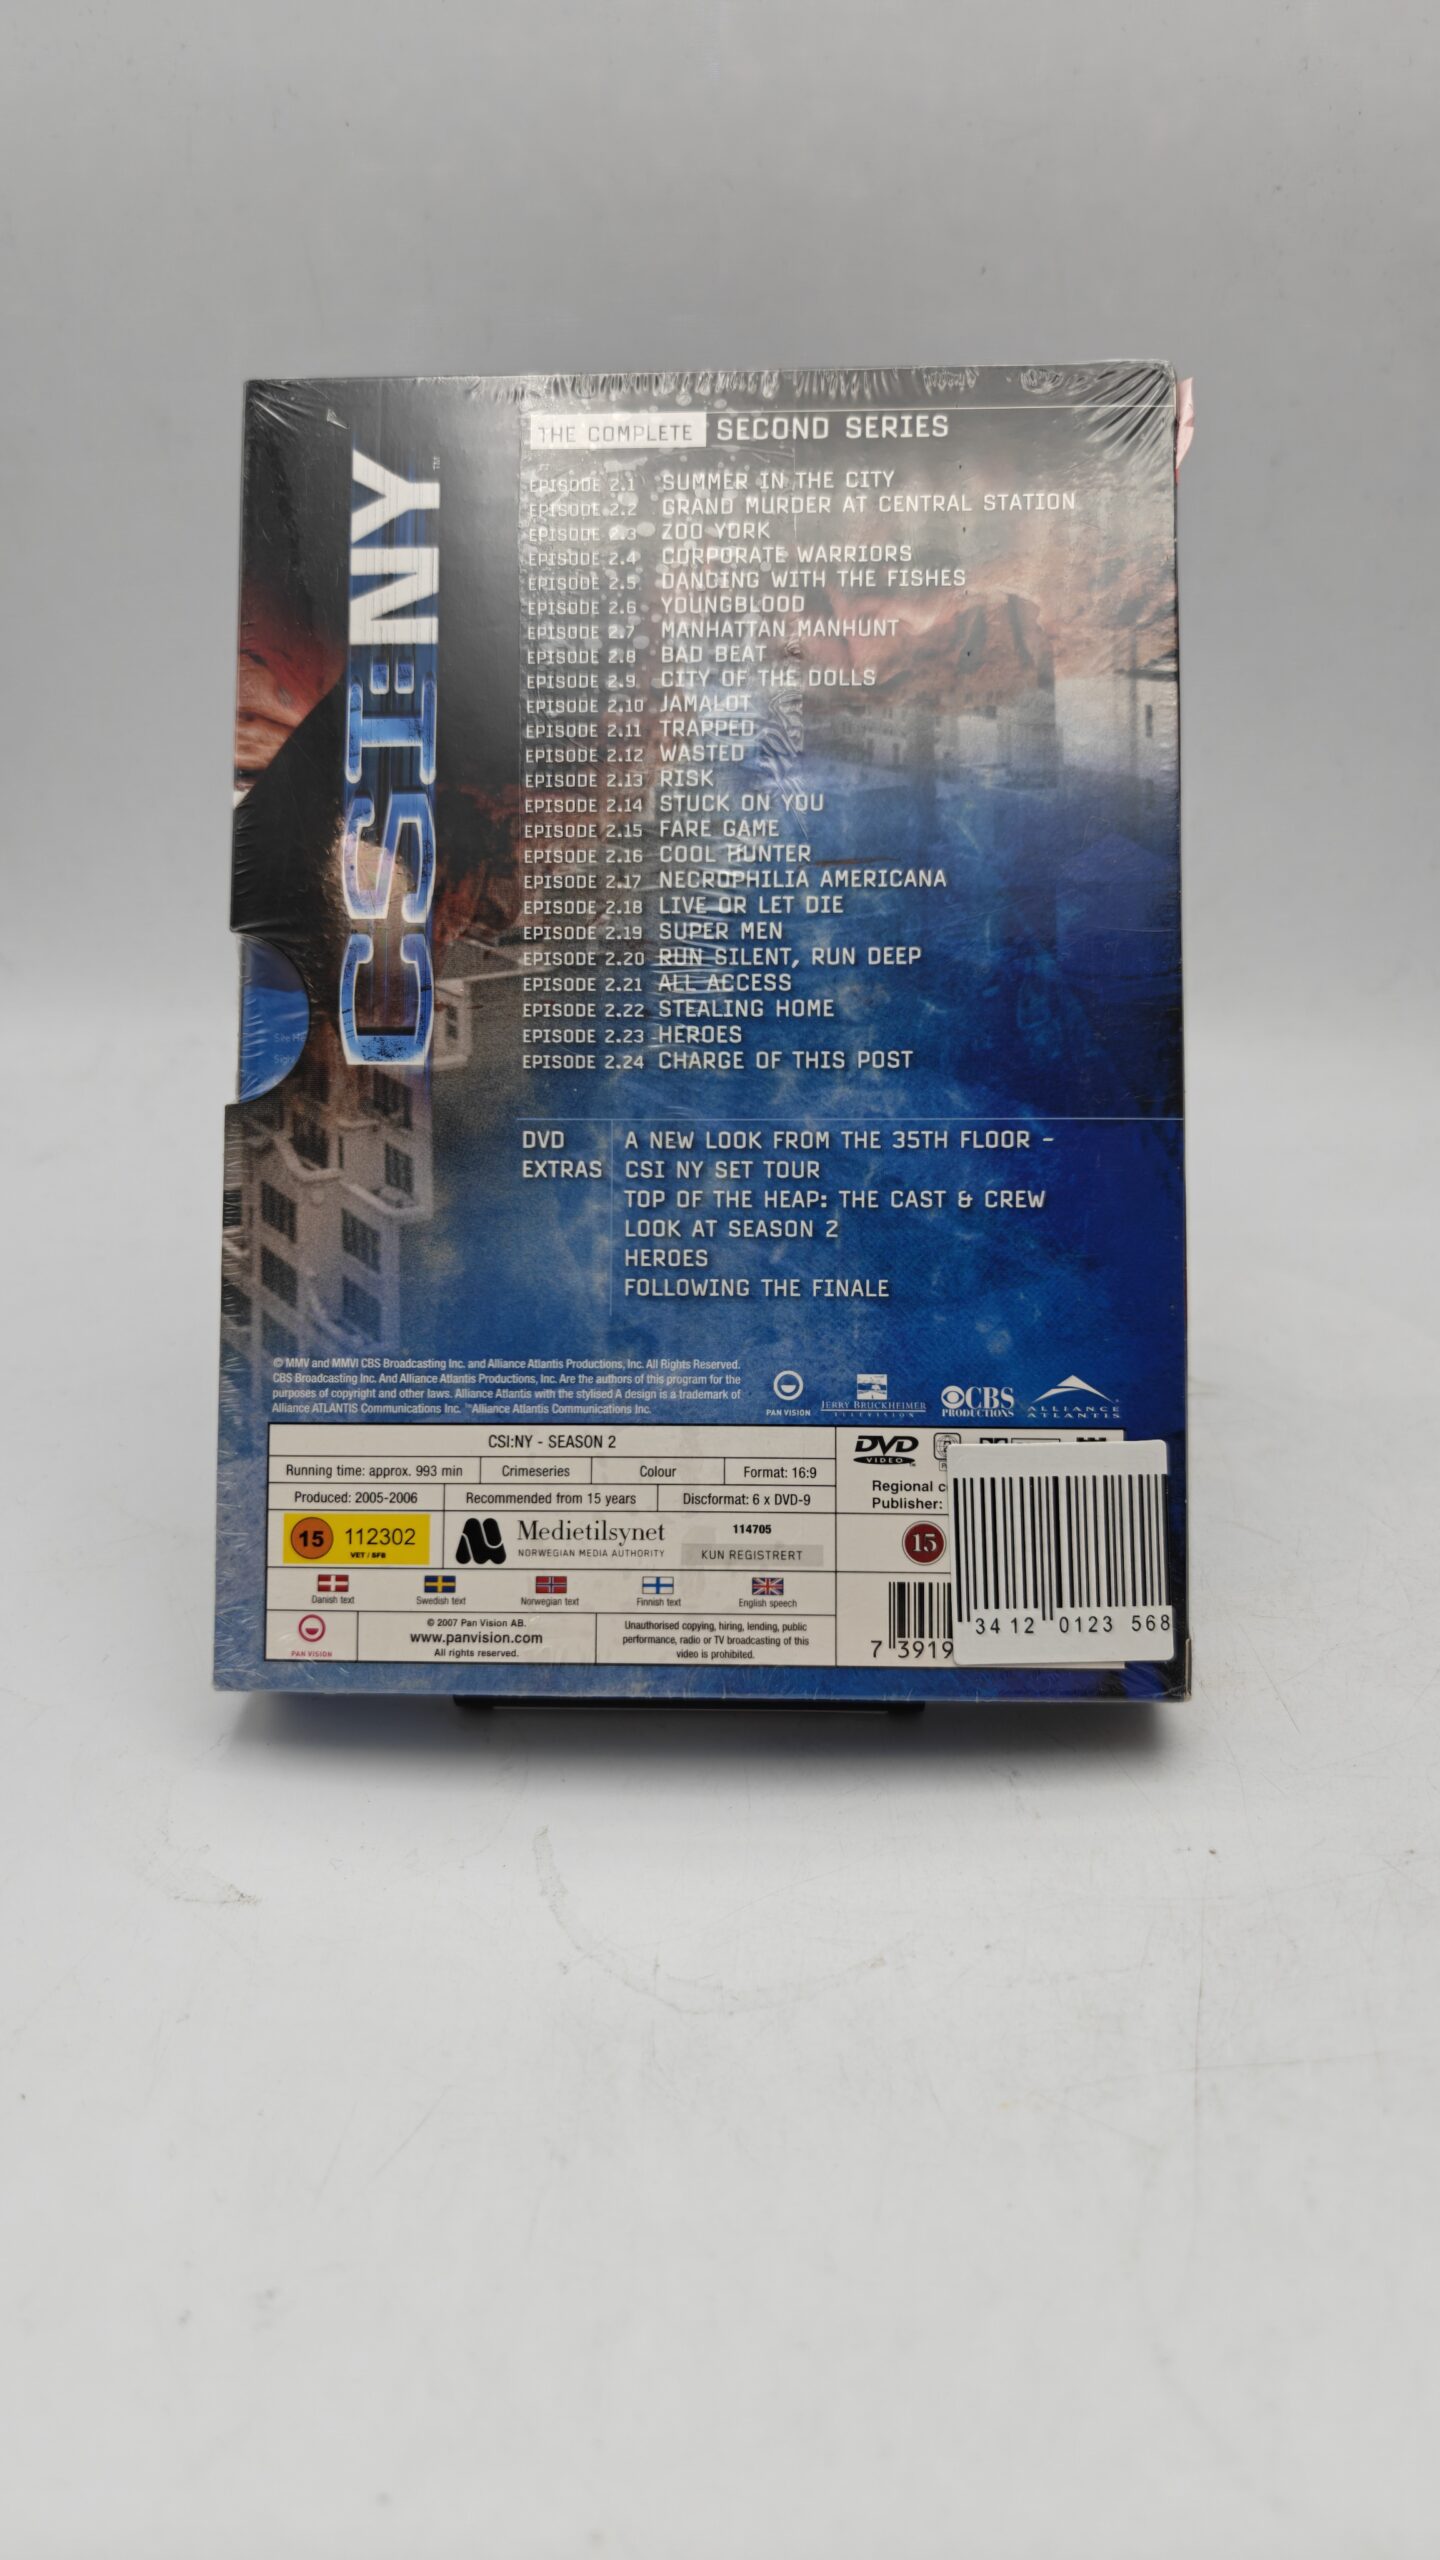 CSI:NY™
THE COMPLETE SECOND SERIES
EPISODE 2.1 SUMMER IN THE CITY
EPISODE 2.2 GRAND MURDER AT CENTRAL STATION
EPISODE 2.3 ZOO YORK
EPISODE 2.4 CORPORATE WARRIORS
EPISODE 2.5 DANCING WITH THE FISHES
EPISODE 2.6 YOUNGBLOOD
EPISODE 2.7 MANHATTAN MANHUNT
EPISODE 2.8 BAD BEAT
EPISODE 2.9 CITY OF THE DOLLS
EPISODE 2.10 JAMALOT
EPISODE 2.11 TRAPPED
EPISODE 2.12 WASTED
EPISODE 2.13 RISK
EPISODE 2.14 STUCK ON YOU
EPISODE 2.15 FARE GAME
EPISODE 2.16 COOL HUNTER
EPISODE 2.17 NECROPHILIA AMERICANA
EPISODE 2.18 LIVE OR LET DIE
EPISODE 2.19 SUPER MEN
EPISODE 2.20 RUN SILENT, RUN DEEP
EPISODE 2.21 ALL ACCESS
EPISODE 2.22 STEALING HOME
EPISODE 2.23 HEROES
EPISODE 2.24 CHARGE OF THIS POST
DVD EXTRAS
A NEW LOOK FROM THE 35TH FLOOR -
CSI NY SET TOUR
TOP OF THE HEAP: THE CAST & CREW
LOOK AT SEASON 2
HEROES
FOLLOWING THE FINALE
© MMV and MMVI CBS Broadcasting Inc. and Alliance Atlantis Productions, Inc. All Rights Reserved.
CBS Broadcasting Inc. And Alliance Atlantis Productions, Inc. Are the authors of this program for the
purposes of copyright and other laws. Alliance Atlantis with the stylised A design is a trademark of
Alliance ATLANTIS Communications Inc. ™Alliance Atlantis Communications Inc.
PAN VISION
JERRY BRUCKHEIMER
TELEVISION
CBS
PRODUCTIONS
ALLIANCE
ATLANTIS
CSI:NY - SEASON 2
Running time: approx. 993 min Crimeseries Colour Format: 16:9
Produced: 2005-2006 Recommended from 15 years Discformat: 6 x DVD-9
15 112302
VET / SFB
Medietilsynet
NORWEGIAN MEDIA AUTHORITY
114705
KUN REGISTRERT
Danish text Swedish text Norwegian text Finnish text English speech
PAN VISION
© 2007 Pan Vision AB.
www.panvision.com
All rights reserved.
Unauthorised copying, hiring, lending, public
performance, radio or TV broadcasting of this
video is prohibited.
DVD
VIDEO
Regional c
Publisher:
15
7 3919
34 12 0123 568